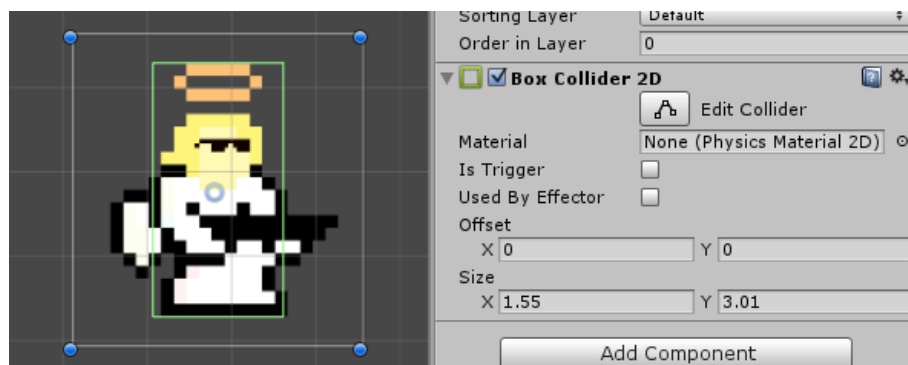 Sorting Layer Default
Order in Layer 0
Box Collider 2D
Edit Collider
Material None (Physics Material 2D)
Is Trigger
Used By Effector
Offset
X 0 Y 0
Size
X 1.55 Y 3.01
Add Component